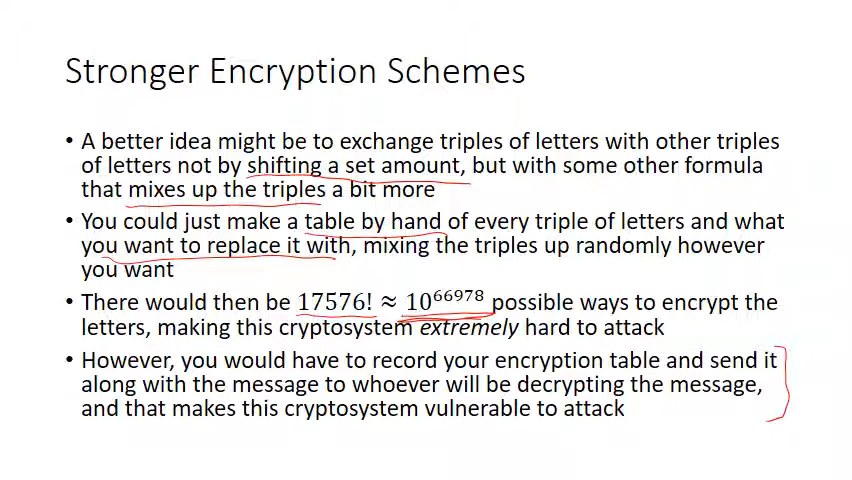 Stronger Encryption Schemes
• A better idea might be to exchange triples of letters with other triples
of letters not by shifting a set amount, but with some other formula
that mixes up the triples a bit more
• You could just make a table by hand of every triple of letters and what
you want to replace it with, mixing the triples up randomly however
you want
• There would then be 17576! ≈ 10⁶⁶⁹⁷⁸ possible ways to encrypt the
letters, making this cryptosystem extremely hard to attack
• However, you would have to record your encryption table and send it
along with the message to whoever will be decrypting the message,
and that makes this cryptosystem vulnerable to attack